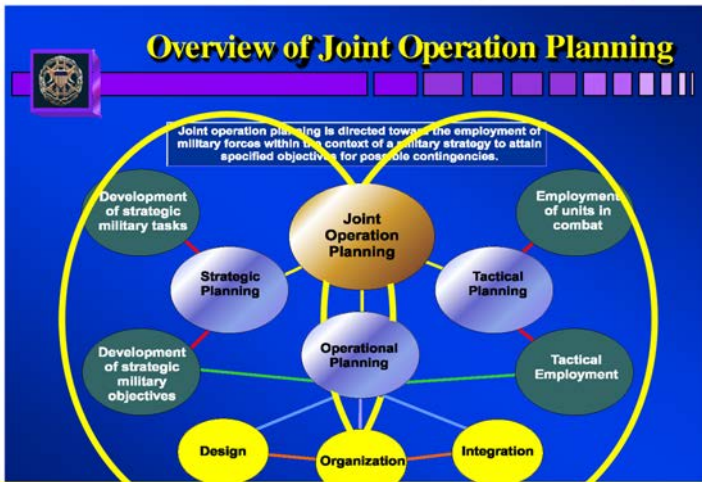 Overview of Joint Operation Planning
Joint operation planning is directed toward the employment of
military forces within the context of a military strategy to attain
specified objectives for possible contingencies.
Development
of strategic
military tasks
Joint
Operation
Planning
Employment
of units in
combat
Strategic
Planning
Tactical
Planning
Development
of strategic
military
objectives
Operational
Planning
Tactical
Employment
Design
Organization
Integration